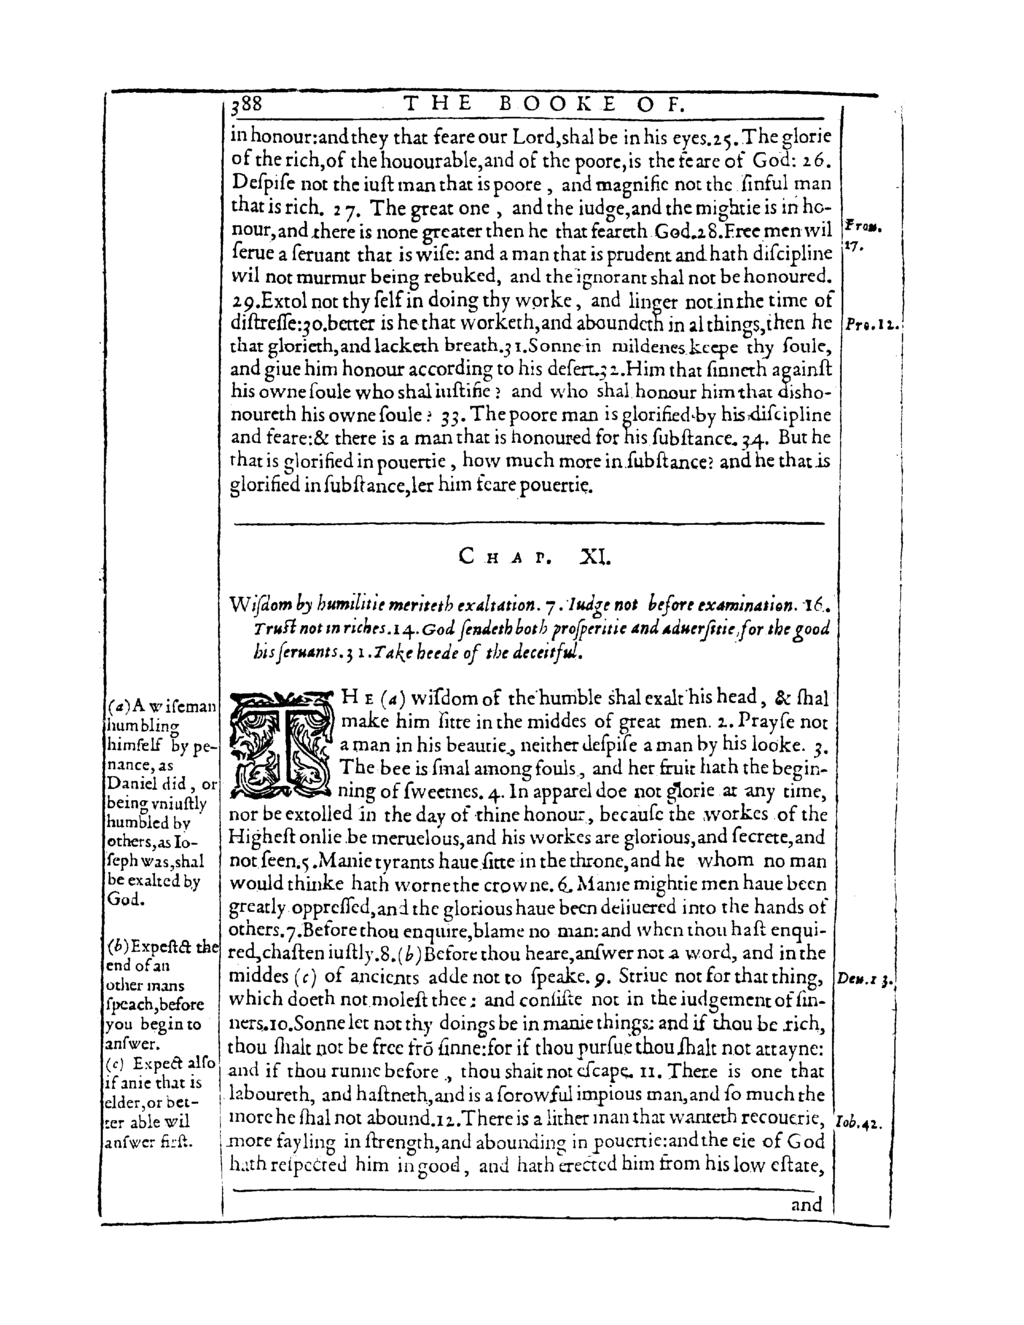 388 THE BOOKE OF.
in honour:and they that feare our Lord,shal be in his eyes.25. The glorie
of the rich,of the houourable,and of the poore,is the feare of God: 26.
Deſpiſe not the iuſt man that is poore , and magnifie not the ſinful man
that is rich. 27. The great one , and the iudge,and the mightie is in ho-
nour,and there is none greater then he that feareth God.28.Free men wil
ſerue a ſeruant that is wiſe: and a man that is prudent and hath diſcipline
wil not murmur being rebuked, and the ignorant shal not be honoured.
29.Extol not thy ſelf in doing thy worke , and linger not in the time of
diſtreſſe:30.better is he that worketh,and aboundeth in al things,then he
that glorieth,and lacketh breath.31.Sonne in mildenes keepe thy ſoule,
and giue him honour according to his deſert.32.Him that ſinneth againſt
his owne ſoule who shal iuſtifie ? and who shal honour him that disho-
noureth his owne ſoule ? 33. The poore man is glorified by his diſcipline
and feare:& there is a man that is honoured for his ſubſtance. 34. But he
that is glorified in pouertie , how much more in ſubſtance? and he that is
glorified in ſubſtance,ler him feare pouertie.
Prou.
17.
Pro.12.
CHAP. XI.
Wiſdom by humilitie meriteth exaltation. 7. Iudge not before examination. 16.
Truſt not in riches.14. God ſendeth both proſperitie and aduerſitie,for the good
his ſeruants.31.Take heede of the deceitful.
THE (a) wiſdom of the humble shal exalt his head , & ſhal
make him ſitte in the middes of great men. 2. Prayſe not
a man in his beautie, neither deſpiſe a man by his looke. 3.
The bee is ſmal among fouls , and her fruit hath the begin-
ning of ſweetnes. 4. In apparel doe not glorie at any time,
nor be extolled in the day of thine honour , becauſe the workes of the
Higheſt onlie be meruelous,and his workes are glorious,and ſecrete,and
not ſeen.5.Manie tyrants haue ſitte in the throne,and he whom no man
would thinke hath worne the crowne. 6. Manie mightie men haue been
greatly oppreſſed,and the glorious haue been deliuered into the hands of
others.7.Before thou enquire,blame no man:and when thou haſt enqui-
red,chaſten iuſtly.8.(b)Before thou heare,anſwer not a word, and in the
middes (c) of ancients adde not to ſpeake. 9. Striue not for that thing,
which doeth not moleſt thee ; and conſiſte not in the iudgement of ſin-
ners.10.Sonne let not thy doings be in manie things: and if thou be rich,
thou ſhalt not be free frõ ſinne:for if thou purſue thou ſhalt not attayne:
and if thou runne before , thou shalt not eſcape. 11. There is one that
laboureth, and haſtneth,and is a ſorowful impious man,and ſo much the
more he ſhal not abound.12.There is a lither man that wanteth recouerie,
more fayling in ſtrength,and abounding in pouertie:and the eie of God
hath reſpected him in good , and hath erected him from his low eſtate,
and
(a)A wiſeman
humbling
himſelf by pe-
nance, as
Daniel did , or
being vniuſtly
humbled by
others,as Io-
ſeph was,shal
be exalted by
God.
(b)Expeſtct the
end of an
other mans
ſpeach,before
you begin to
anſwer.
(c) Expect alſo
if anie that is
elder,or bet-
ter able wil
anſwer firſt.
Deu.13.
Iob.42.